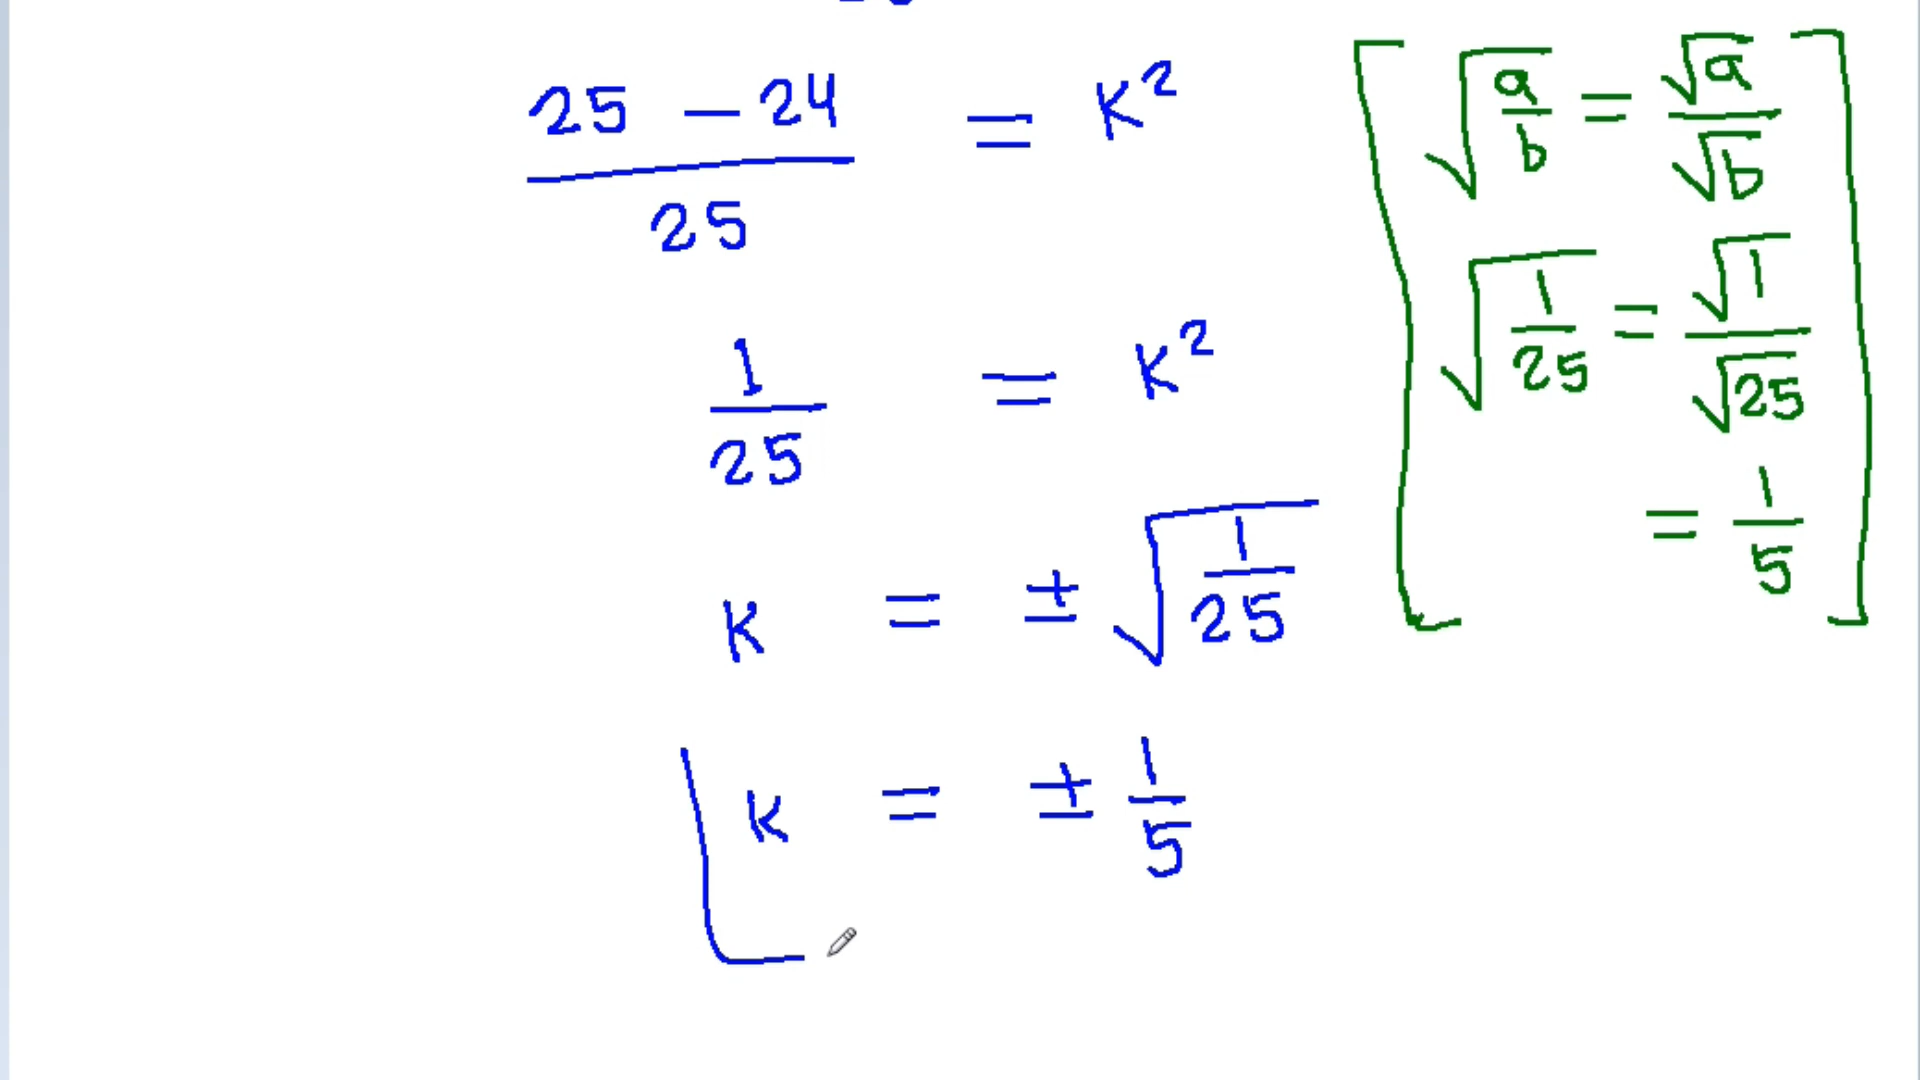 25 - 24 / 25 = K²
1/25 = K²
K = ± √(1/25)
K = ± 1/5
[ √(a/b) = √a / √b
√(1/25) = √1 / √25
= 1/5 ]